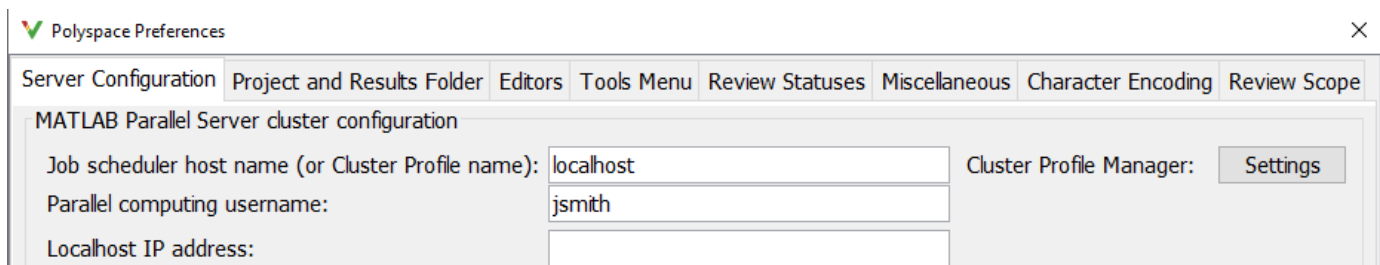 Polyspace Preferences
Server Configuration Project and Results Folder Editors Tools Menu Review Statuses Miscellaneous Character Encoding Review Scope
MATLAB Parallel Server cluster configuration
Job scheduler host name (or Cluster Profile name): localhost Cluster Profile Manager: Settings
Parallel computing username: jsmith
Localhost IP address: